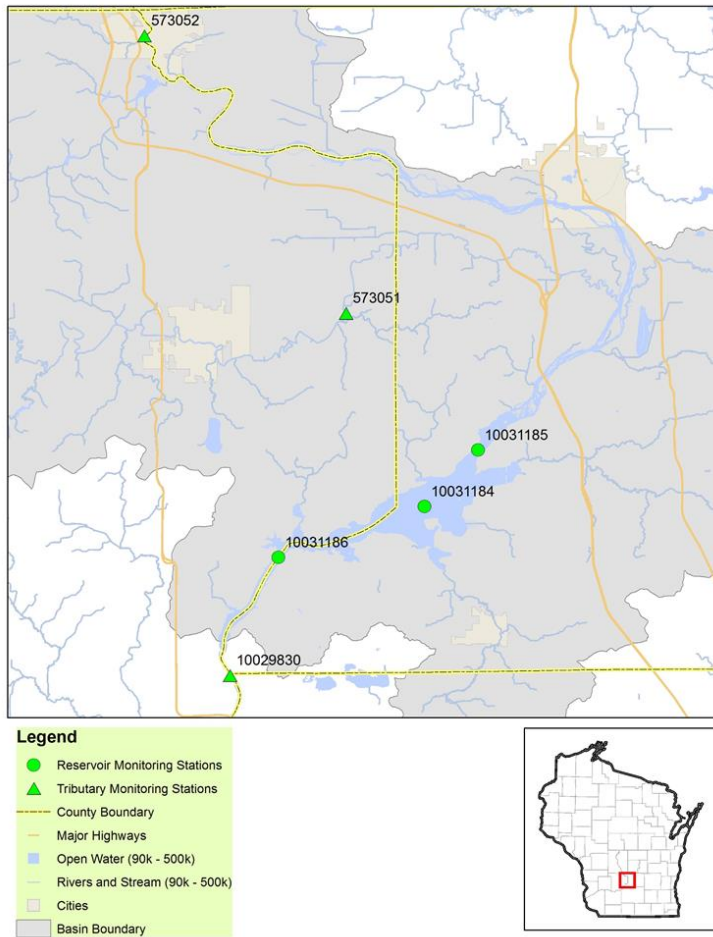 573052
573051
10031185
10031184
10031186
10029830
Legend
Reservoir Monitoring Stations
Tributary Monitoring Stations
County Boundary
Major Highways
Open Water (90k - 500k)
Rivers and Stream (90k - 500k)
Cities
Basin Boundary